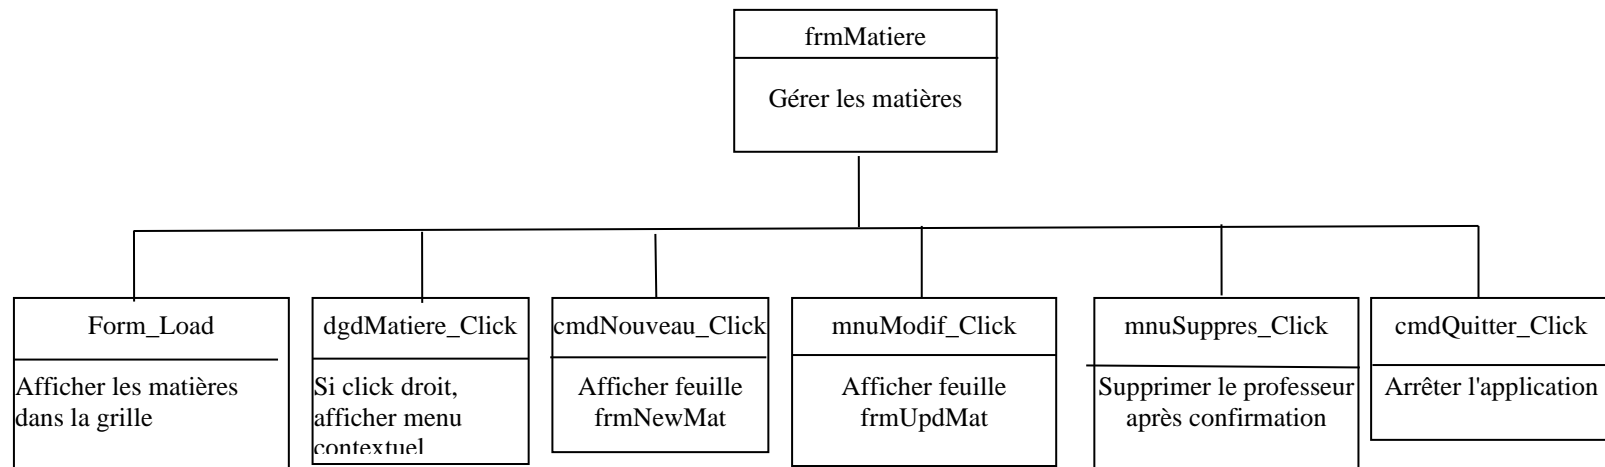 frmMatiere
Gérer les matières
Form_Load
Afficher les matières
dans la grille
dgdMatiere_Click
Si click droit,
afficher menu
contextuel
cmdNouveau_Click
Afficher feuille
frmNewMat
mnuModif_Click
Afficher feuille
frmUpdMat
mnuSuppres_Click
Supprimer le professeur
après confirmation
cmdQuitter_Click
Arrêter l'application